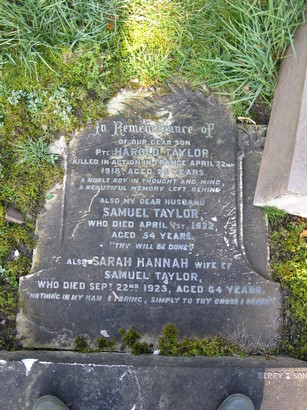 In Remembrance of
OF OUR DEAR SON
PTE HAROLD TAYLOR
KILLED IN ACTION IN FRANCE APRIL 22ND
1918, AGED 2 YEARS.
A NOBLE BOY IN THOUGHT AND MIND,
A BEAUTIFUL MEMORY LEFT BEHIND
ALSO MY DEAR HUSBAND
SAMUEL TAYLOR,
WHO DIED APRIL 1922,
AGED 54 YEARS.
"THY WILL BE DONE"
ALSO SARAH HANNAH WIFE OF
SAMUEL TAYLOR,
WHO DIED SEPT 22ND 1923, AGED 64 YEARS.
"NOTHING IN MY HAND I BRING, SIMPLY TO THY CROSS I CLING"
BERRY & SON